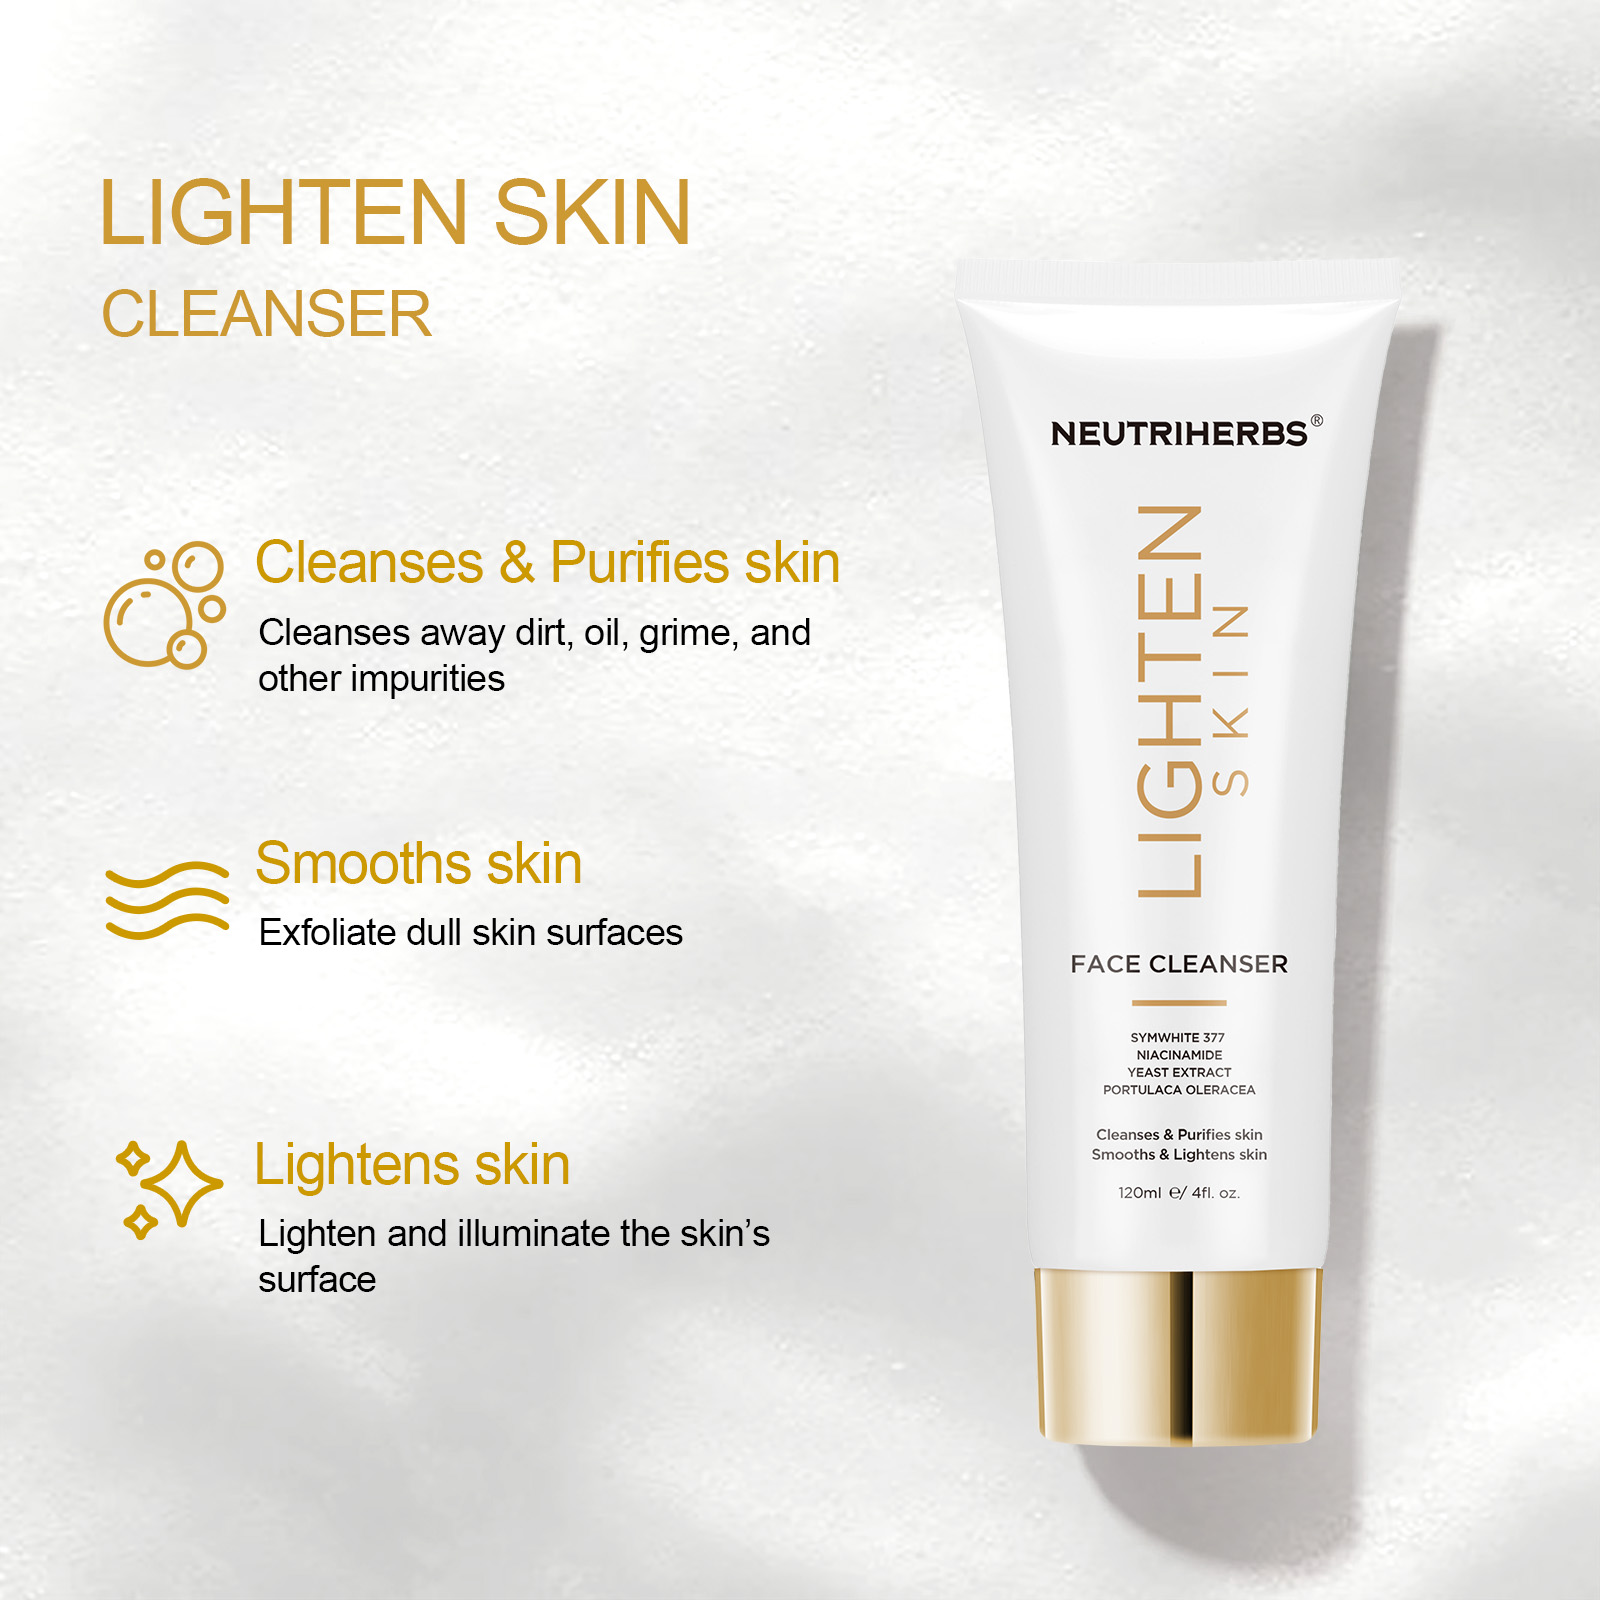 LIGHTEN SKIN
CLEANSER
Cleanses & Purifies skin
Cleanses away dirt, oil, grime, and
other impurities
Smooths skin
Exfoliate dull skin surfaces
Lightens skin
Lighten and illuminate the skin’s
surface
NEUTRIHERBS®
LIGHTEN
SKIN
FACE CLEANSER
SYMWHITE 377
NIACINAMIDE
YEAST EXTRACT
PORTULACA OLERACEA
Cleanses & Purifies skin
Smooths & Lightens skin
120ml ℮/ 4fl. oz.